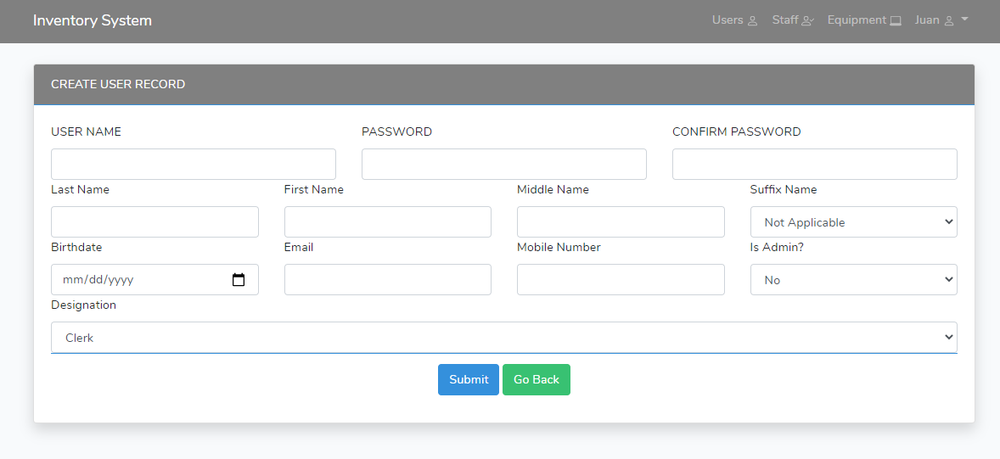 Inventory System Users Staff Equipment Juan
CREATE USER RECORD
USER NAME PASSWORD CONFIRM PASSWORD
Last Name First Name Middle Name Suffix Name
Not Applicable
Birthdate Email Mobile Number Is Admin?
mm/dd/yyyy No
Designation
Clerk
Submit Go Back